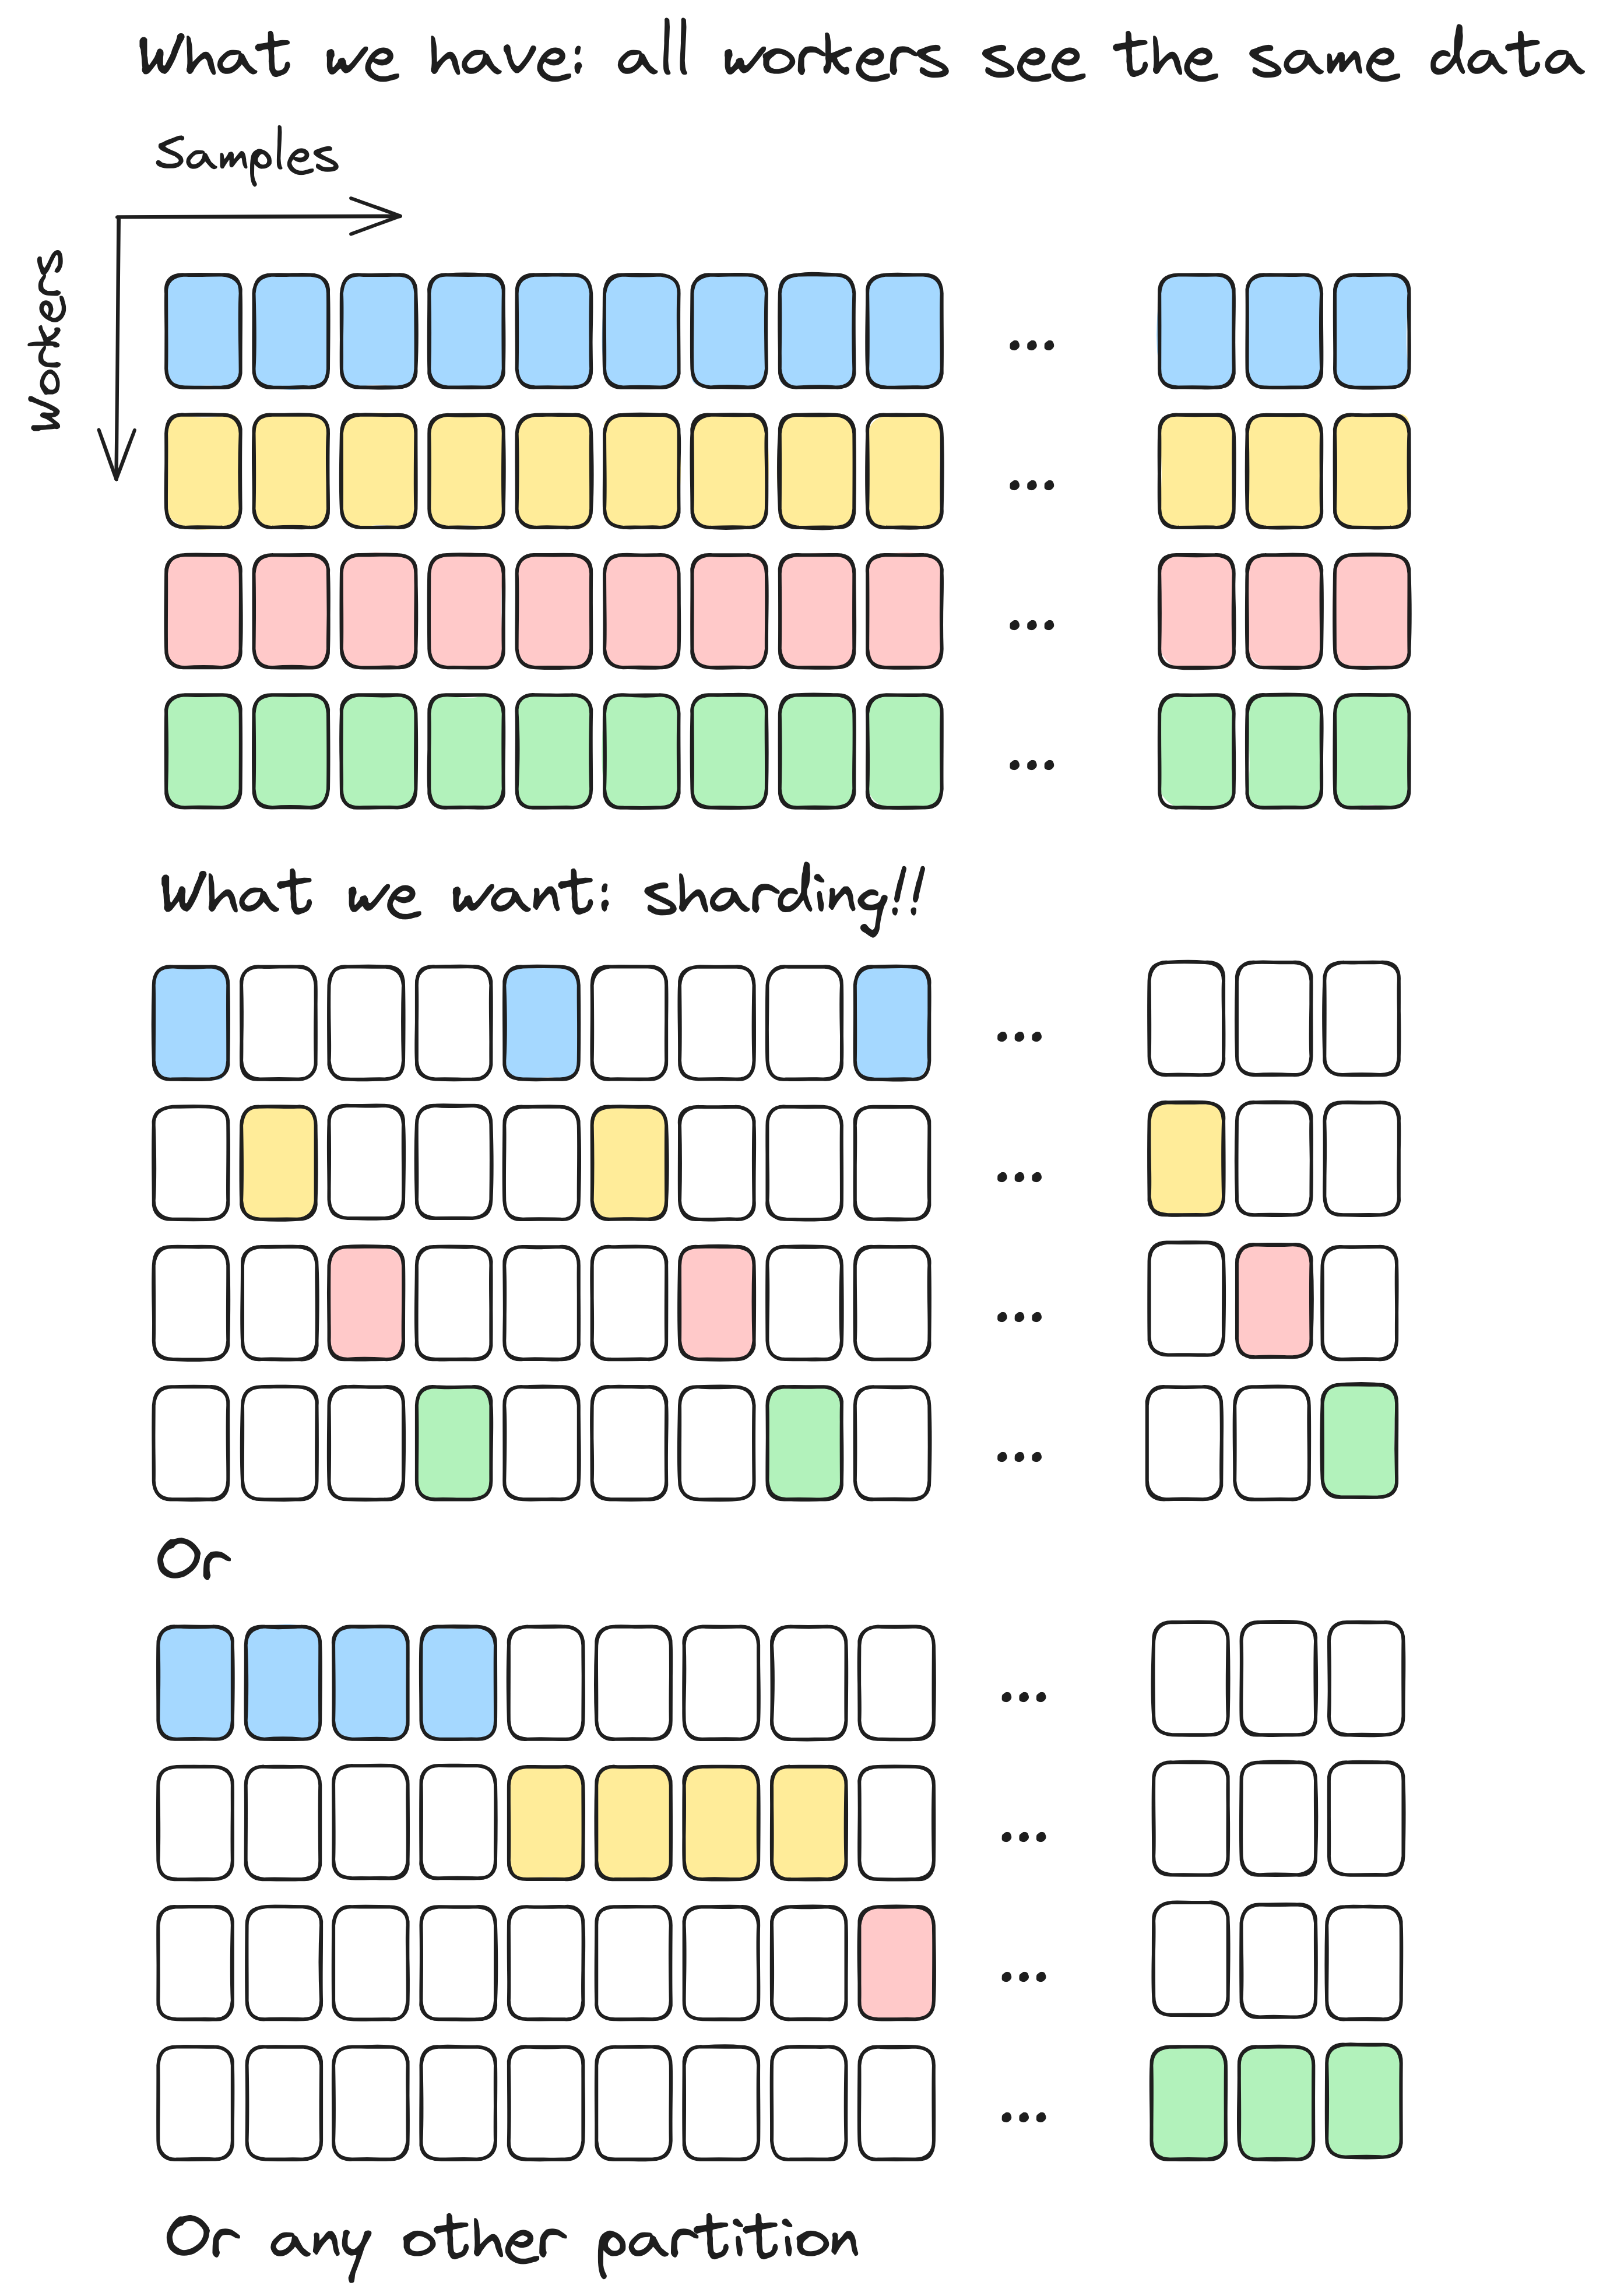 What we have: all workers see the same data
Samples
Workers
...
...
...
...
What we want: sharding!!
...
...
...
...
Or
...
...
...
...
Or any other partition